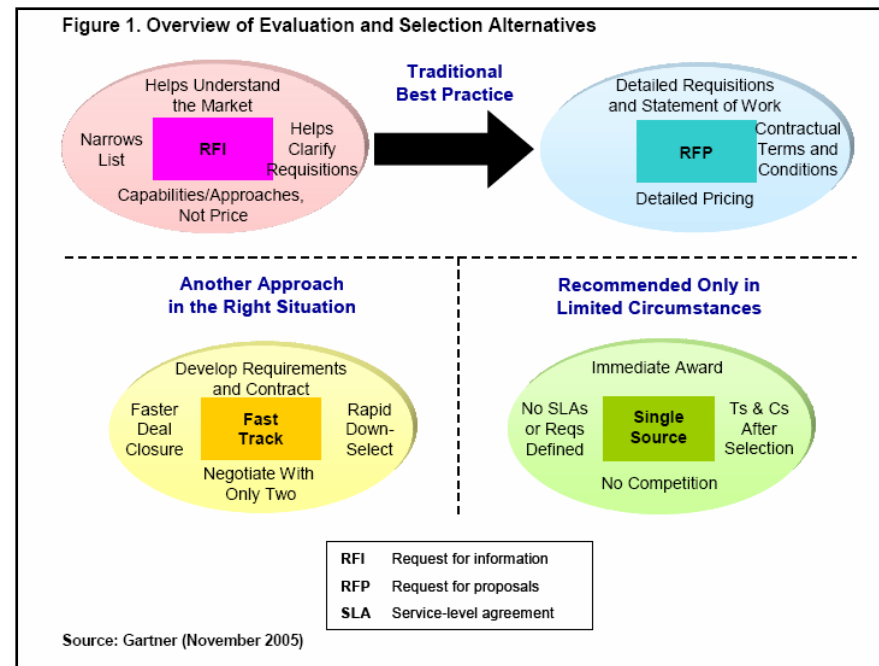 Figure 1. Overview of Evaluation and Selection Alternatives
Helps Understand
the Market
Narrows
List
RFI
Helps
Clarify
Requisitions
Capabilities/Approaches,
Not Price
Traditional
Best Practice
Detailed Requisitions
and Statement of Work
RFP
Contractual
Terms and
Conditions
Detailed Pricing
Another Approach
in the Right Situation
Develop Requirements
and Contract
Faster
Deal
Closure
Fast
Track
Rapid
Down-
Select
Negotiate With
Only Two
Recommended Only in
Limited Circumstances
Immediate Award
No SLAs
or Reqs
Defined
Single
Source
Ts & Cs
After
Selection
No Competition
RFI Request for information
RFP Request for proposals
SLA Service-level agreement
Source: Gartner (November 2005)